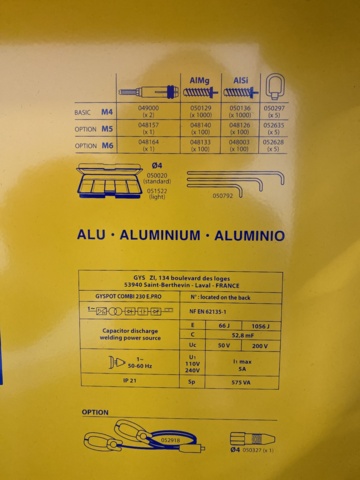 AlMg AlSi
BASIC M4 049000 (x 2) 050129 (x 1000) 050136 (x 1000) 050297 (x 5)
OPTION M5 048157 (x 1) 048140 (x 100) 048126 (x 100) 052635 (x 5)
OPTION M6 048164 (x 1) 048133 (x 100) 048003 (x 100) 052628 (x 5)
Ø4
050020
(standard)
051522
(light)
050792
ALU · ALUMINIUM · ALUMINIO
GYS ZI, 134 boulevard des loges
53940 Saint-Berthevin - Laval - FRANCE
GYSPOT COMBI 230 E.PRO N° : located on the back
NF EN 62135-1
Capacitor discharge
welding power source
E 66 J 1056 J
C 52,8 mF
Uc 50 V 200 V
1~
50-60 Hz
U1
110V
240V
I1 max
5A
IP 21 Sp 575 VA
OPTION
052918
Ø4 050327 (x 1)